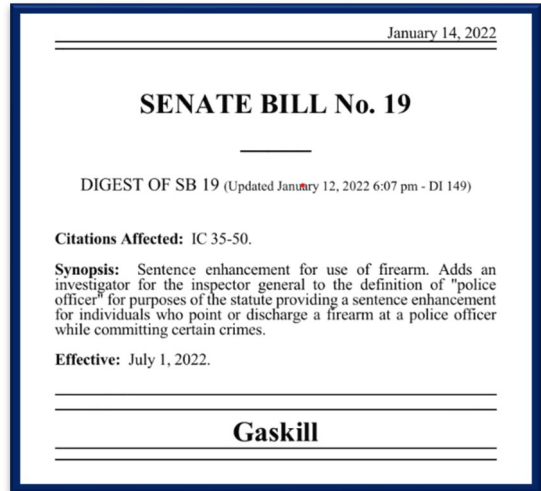 January 14, 2022
SENATE BILL No. 19
DIGEST OF SB 19 (Updated January 12, 2022 6:07 pm - DI 149)
Citations Affected: IC 35-50.
Synopsis: Sentence enhancement for use of firearm. Adds an
investigator for the inspector general to the definition of "police
officer" for purposes of the statute providing a sentence enhancement
for individuals who point or discharge a firearm at a police officer
while committing certain crimes.
Effective: July 1, 2022.
Gaskill